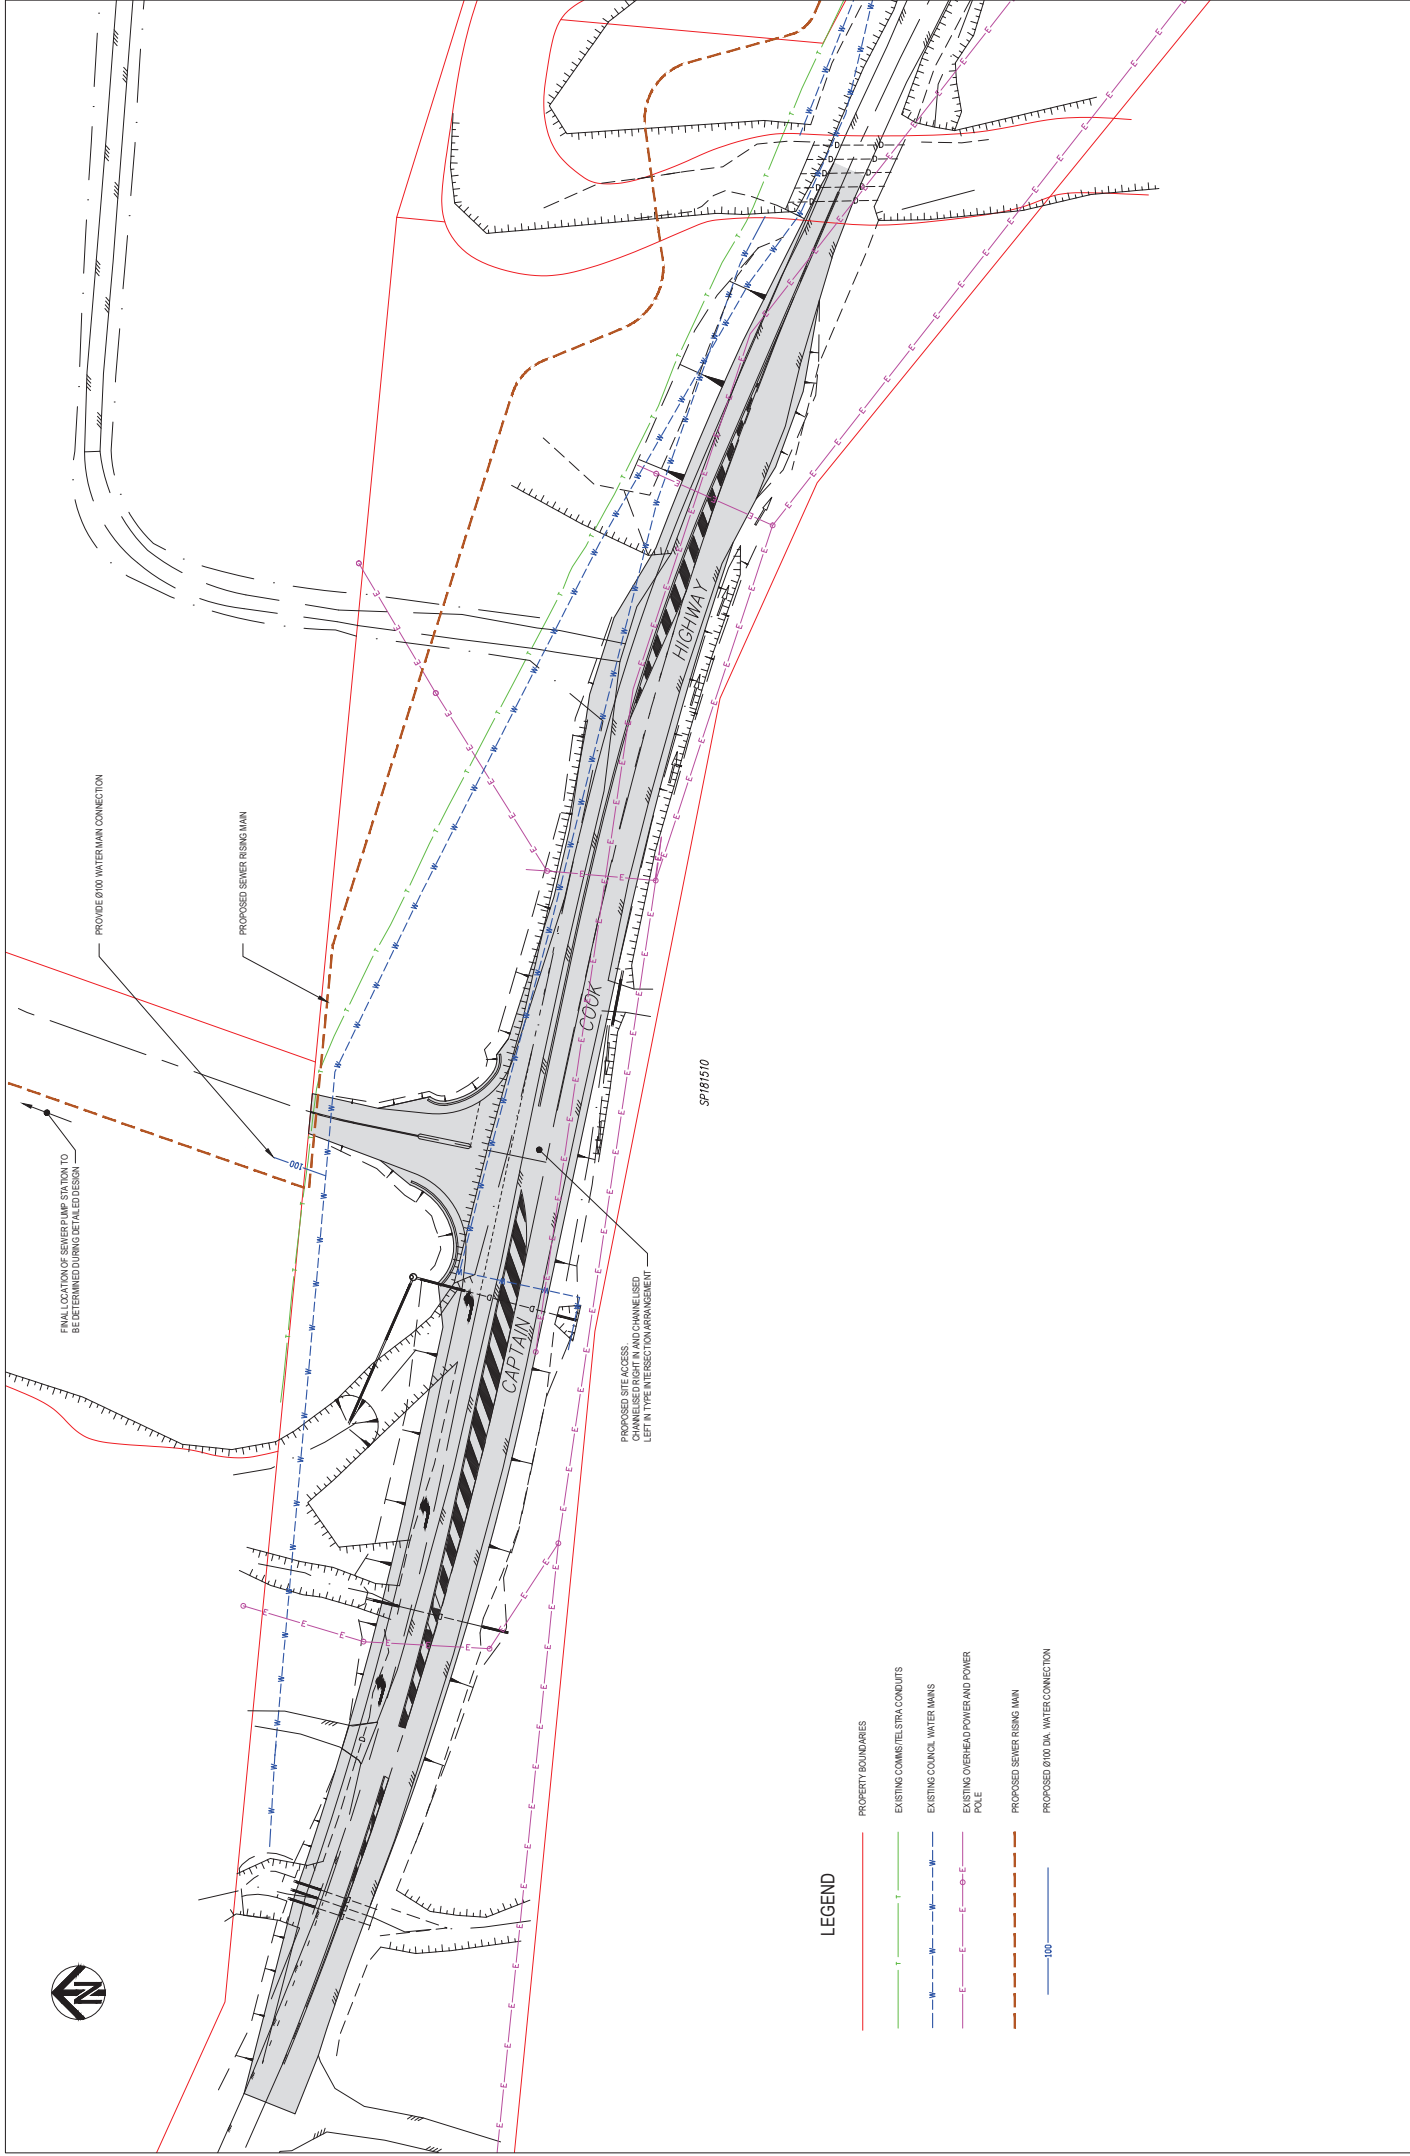 FINAL LOCATION OF SEWER PUMP STATION TO
BE DETERMINED DURING DETAILED DESIGN
PROVIDE Ø100 WATER MAIN CONNECTION
PROPOSED SEWER RISING MAIN
100
CAPTAIN
COOK
HIGHWAY
PROPOSED SITE ACCESS.
CHANNELISED RIGHT IN AND CHANNELISED
LEFT IN TYPE INTERSECTION ARRANGEMENT
SP181510
LEGEND
PROPERTY BOUNDARIES
T T EXISTING COMMS/TELSTRA CONDUITS
W W W EXISTING COUNCIL WATER MAINS
E E E E EXISTING OVERHEAD POWER AND POWER
POLE
PROPOSED SEWER RISING MAIN
100 PROPOSED Ø100 DIA. WATER CONNECTION
N